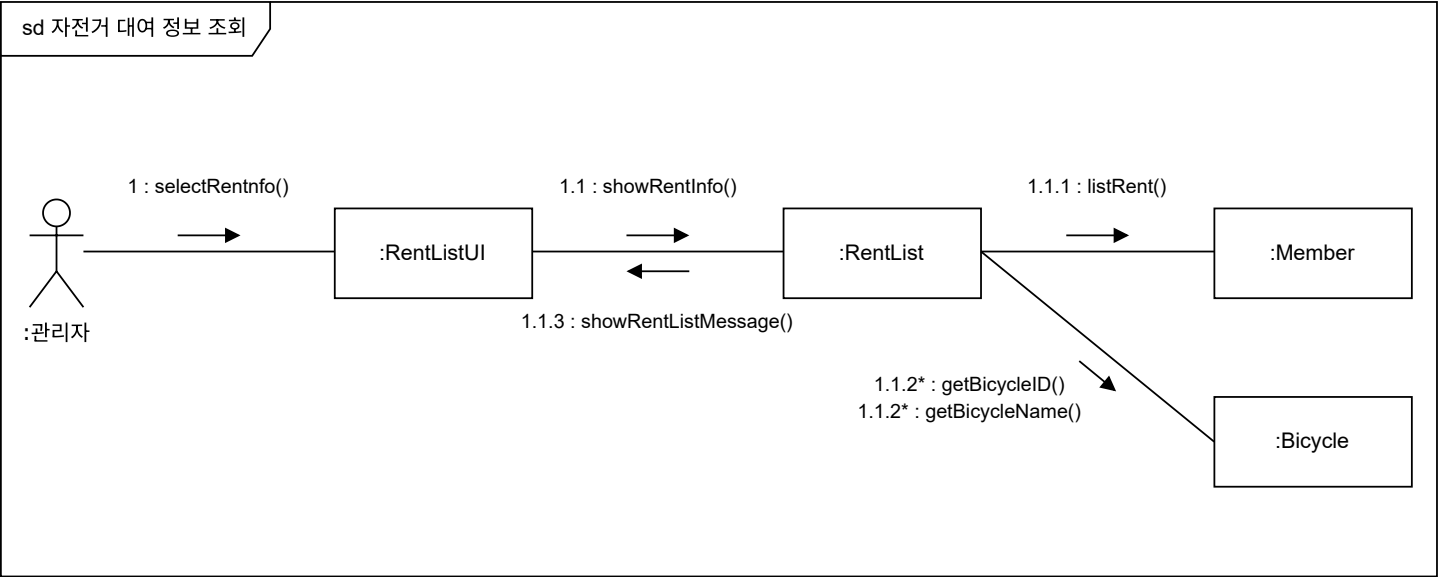 sd 자전거 대여 정보 조회
1 : selectRentnfo()
1.1 : showRentInfo()
1.1.1 : listRent()
:RentListUI
:RentList
:Member
:관리자
1.1.3 : showRentListMessage()
1.1.2* : getBicycleID()
1.1.2* : getBicycleName()
:Bicycle